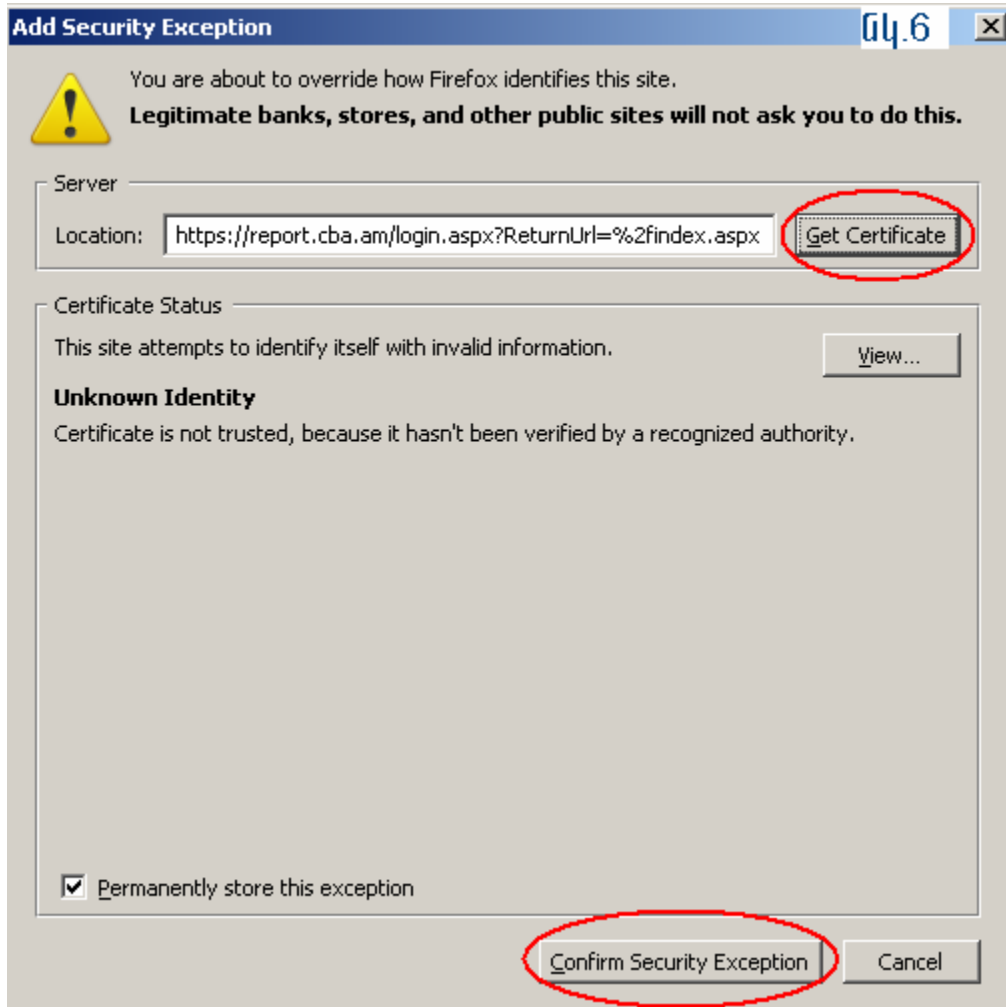 Add Security Exception
Նկ.6
You are about to override how Firefox identifies this site.
Legitimate banks, stores, and other public sites will not ask you to do this.
Server
Location: https://report.cba.am/login.aspx?ReturnUrl=%2findex.aspx Get Certificate
Certificate Status
This site attempts to identify itself with invalid information.
View...
Unknown Identity
Certificate is not trusted, because it hasn't been verified by a recognized authority.
Permanently store this exception
Confirm Security Exception Cancel